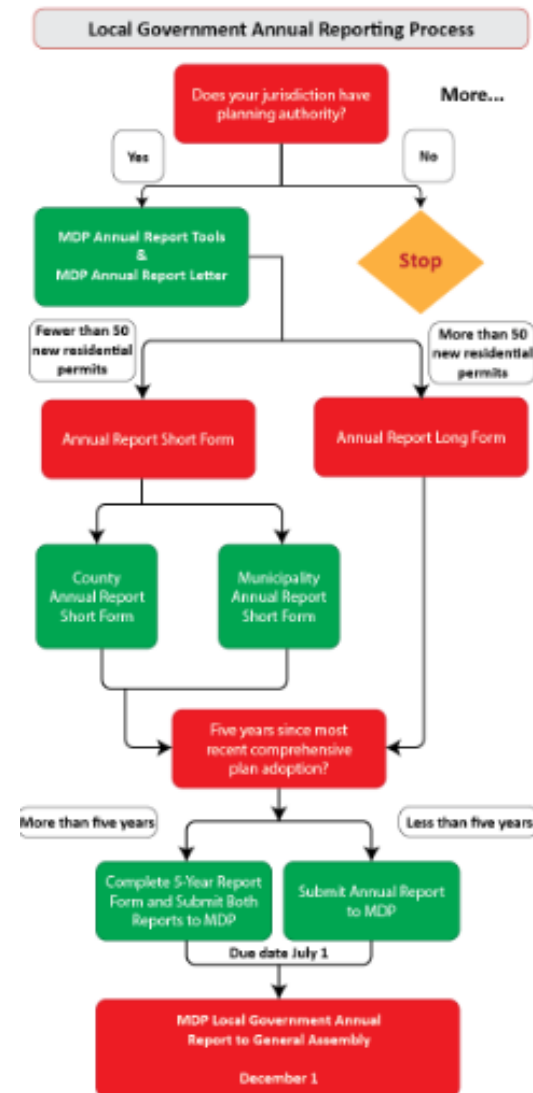 Local Government Annual Reporting Process
Does your jurisdiction have
planning authority?
More...
Yes
No
MDP Annual Report Tools
&
MDP Annual Report Letter
Stop
Fewer than 50
new residential
permits
More than 50
new residential
permits
Annual Report Short Form
Annual Report Long Form
County
Annual Report
Short Form
Municipality
Annual Report
Short Form
Five years since most
recent comprehensive
plan adoption?
More than five years
Less than five years
Complete 5-Year Report
Form and Submit Both
Reports to MDP
Submit Annual Report
to MDP
Due date July 1
MDP Local Government Annual
Report to General Assembly
December 1